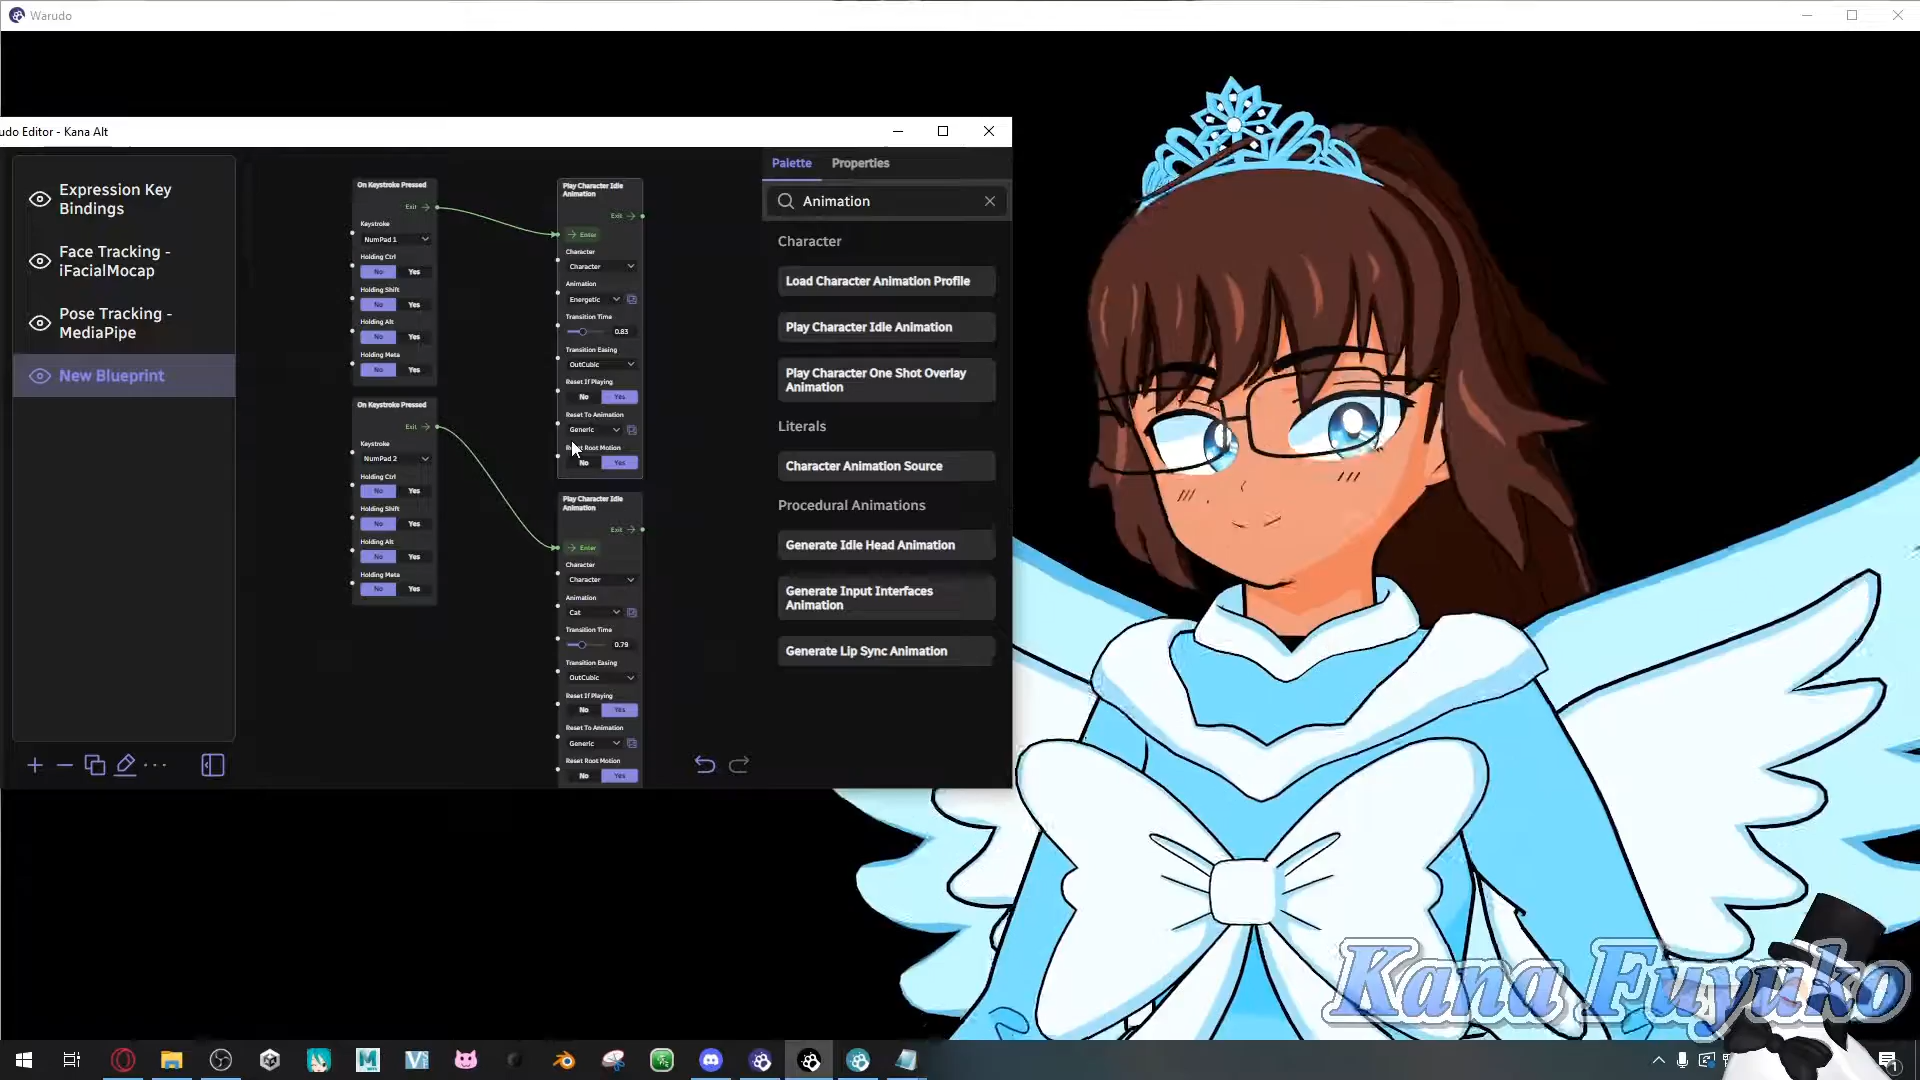 Warudo
udo Editor - Kana Alt
Expression Key
Bindings
Face Tracking -
iFacialMocap
Pose Tracking -
MediaPipe
New Blueprint
On Keystroke Pressed
Exit
Keystroke
NumPad 1
Holding Ctrl
No Yes
Holding Shift
No Yes
Holding Alt
No Yes
Holding Meta
No Yes
On Keystroke Pressed
Exit
Keystroke
NumPad 2
Holding Ctrl
No Yes
Holding Shift
No Yes
Holding Alt
No Yes
Holding Meta
No Yes
Play Character Idle
Animation
Exit
Enter
Character
Character
Animation
Energetic
Transition Time
0.83
Transition Easing
OutCubic
Reset If Playing
No Yes
Reset To Animation
Generic
Root Motion
No Yes
Play Character Idle
Animation
Exit
Enter
Character
Character
Animation
Cat
Transition Time
0.79
Transition Easing
OutCubic
Reset If Playing
No Yes
Reset To Animation
Generic
Reset Root Motion
No Yes
Palette Properties
Animation
Character
Load Character Animation Profile
Play Character Idle Animation
Play Character One Shot Overlay
Animation
Literals
Character Animation Source
Procedural Animations
Generate Idle Head Animation
Generate Input Interfaces
Animation
Generate Lip Sync Animation
Kana Fuyuko